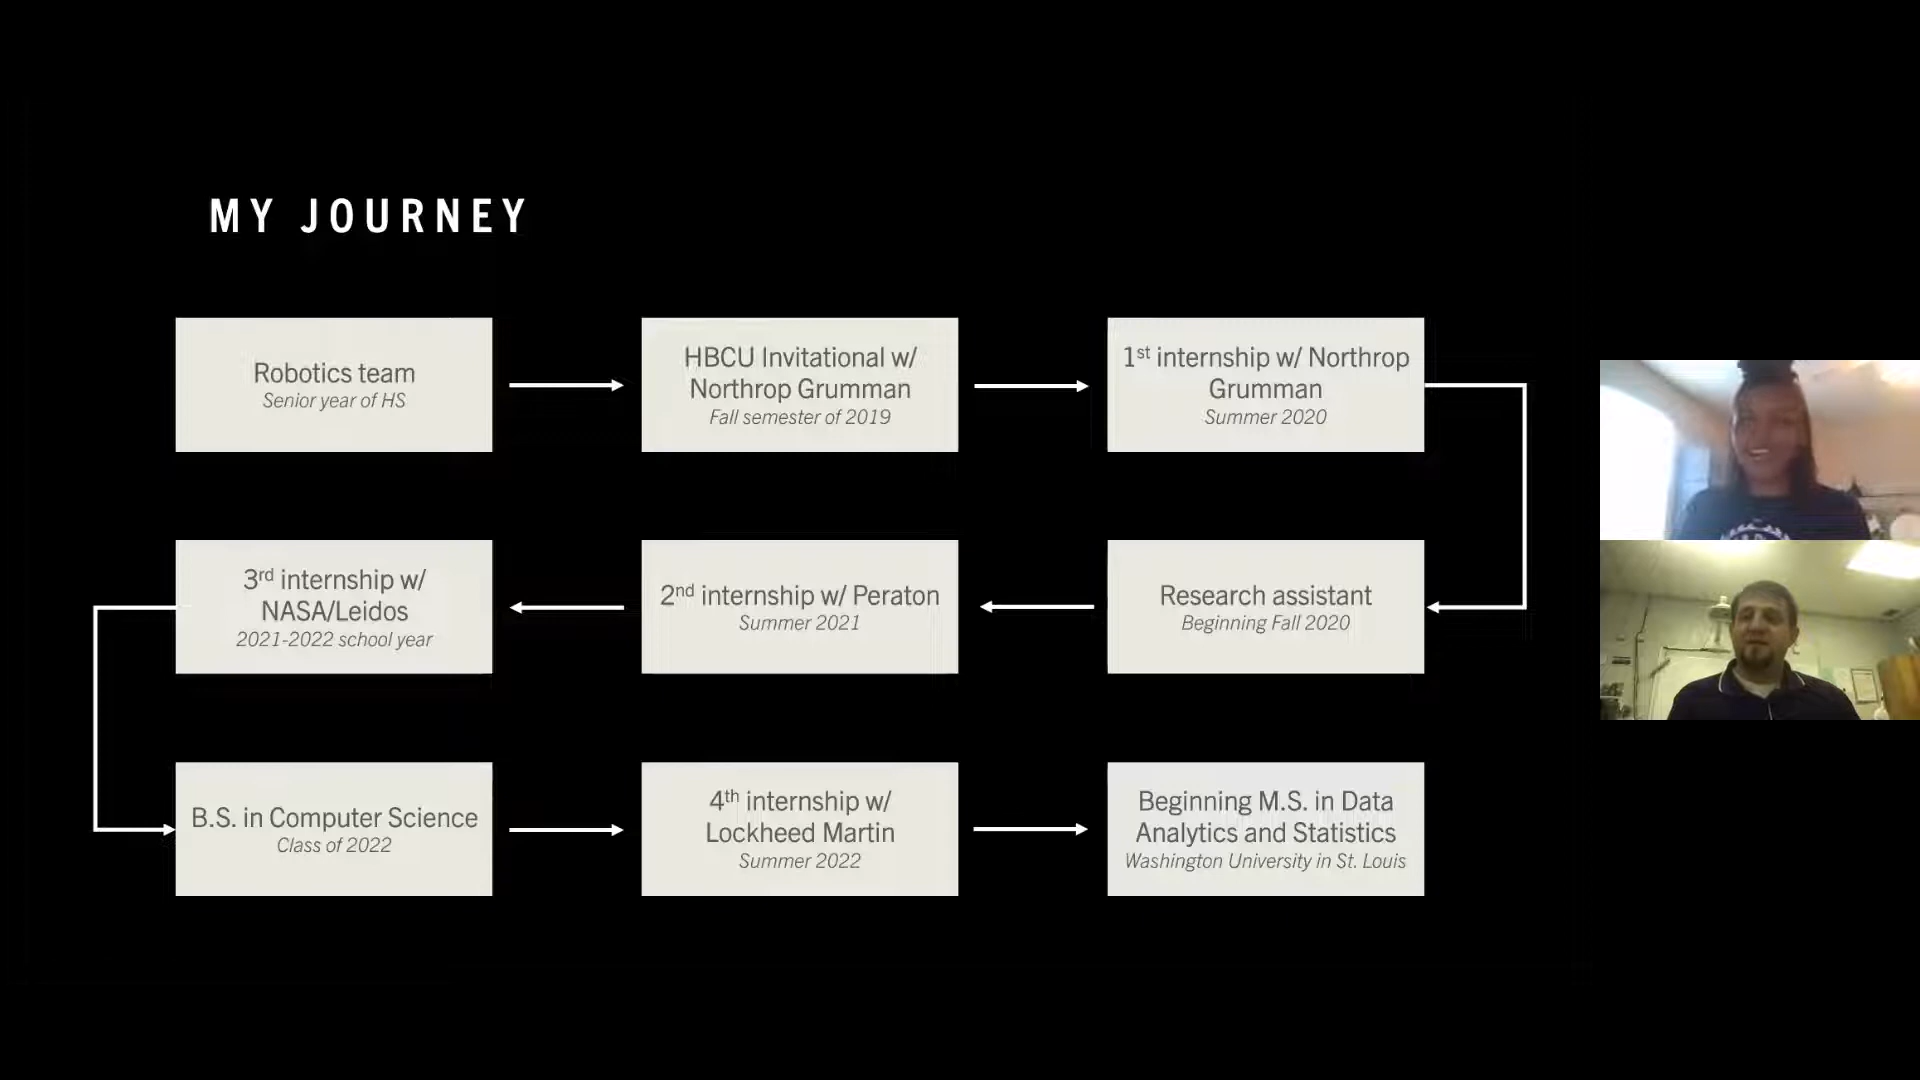 MY JOURNEY
Robotics team
Senior year of HS
HBCU Invitational w/
Northrop Grumman
Fall semester of 2019
1st internship w/ Northrop
Grumman
Summer 2020
Research assistant
Beginning Fall 2020
2nd internship w/ Peraton
Summer 2021
3rd internship w/
NASA/Leidos
2021-2022 school year
B.S. in Computer Science
Class of 2022
4th internship w/
Lockheed Martin
Summer 2022
Beginning M.S. in Data
Analytics and Statistics
Washington University in St. Louis